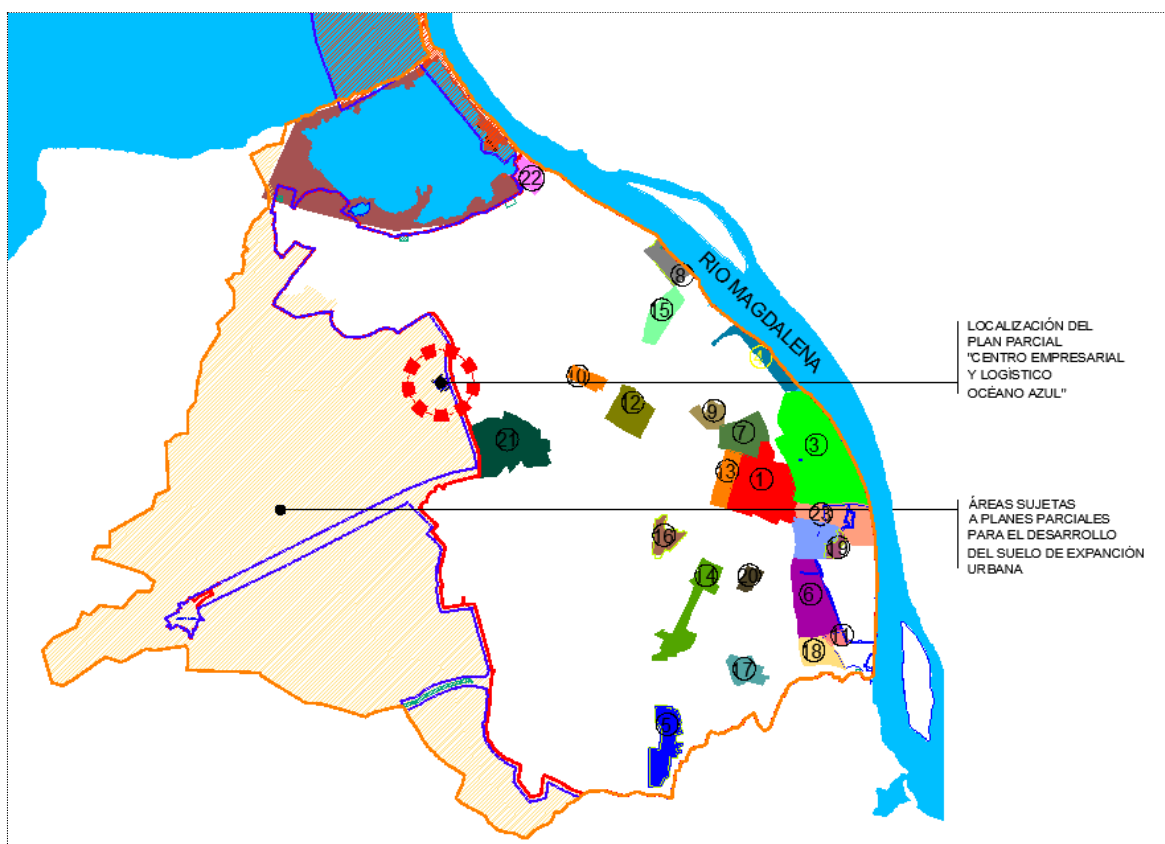 22
RIO MAGDALENA
8
15
4
LOCALIZACIÓN DEL
PLAN PARCIAL
"CENTRO EMPRESARIAL
Y LOGÌSTICO
OCÉANO AZUL"
10
12
9
7
3
21
13
1
23
ÁREAS SUJETAS
A PLANES PARCIALES
PARA EL DESARROLLO
DEL SUELO DE EXPANCIÓN
URBANA
16
19
14
20
6
11
18
17
5